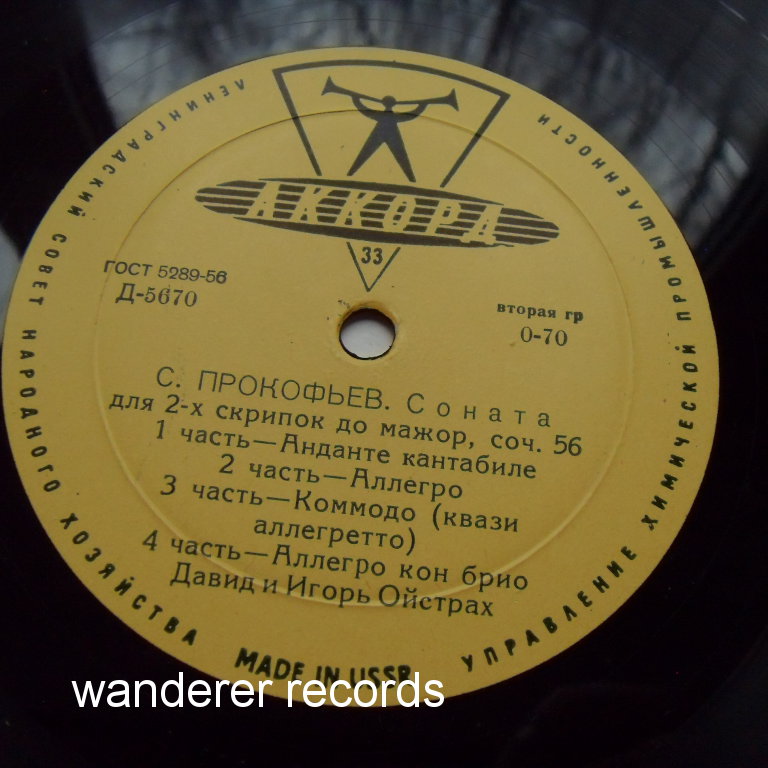 ЛЕНИНГРАДСКИЙ СОВЕТ НАРОДНОГО ХОЗЯЙСТВА
УПРАВЛЕНИЕ ХИМИЧЕСКОЙ ПРОМЫШЛЕННОСТИ
АККОРД
33
ГОСТ 5289-56
Д-5670
вторая гр
0-70
С. ПРОКОФЬЕВ. Соната
для 2-х скрипок до мажор, соч. 56
1 часть—Анданте кантабиле
2 часть—Аллегро
3 часть—Коммодо (квази
аллегретто)
4 часть—Аллегро кон брио
Давид и Игорь Ойстрах
MADE IN USSR
wanderer records